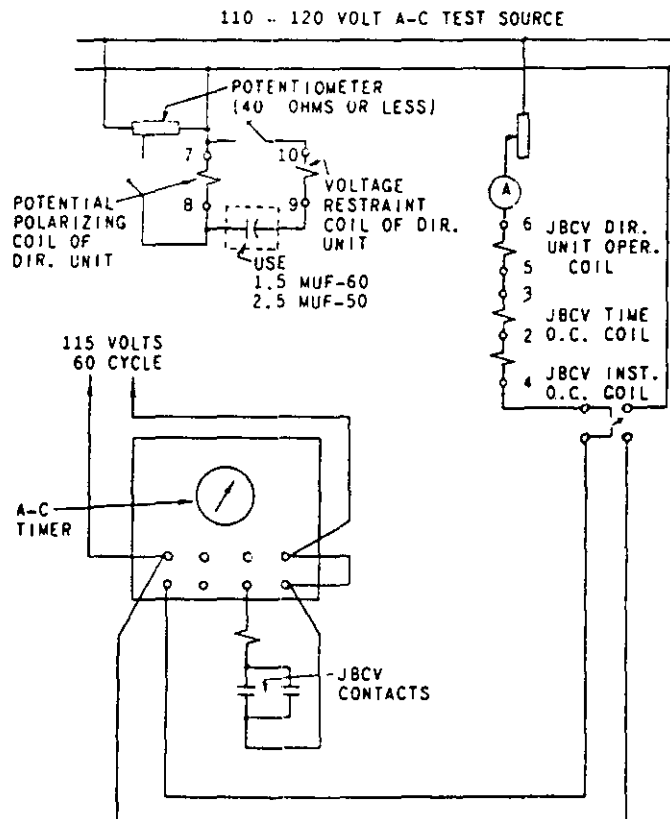 110 -- 120 VOLT A-C TEST SOURCE
POTENTIOMETER
(40 OHMS OR LESS)
7
10
POTENTIAL
POLARIZING
COIL OF
DIR. UNIT
8
9
VOLTAGE
RESTRAINT
COIL OF DIR.
UNIT
USE
1.5 MUF-60
2.5 MUF-50
A
6 JBCV DIR.
UNIT OPER.
5 COIL
3
JBCV TIME
2 O.C. COIL
4 JBCV INST.
O.C. COIL
115 VOLTS
60 CYCLE
A-C
TIMER
JBCV
CONTACTS